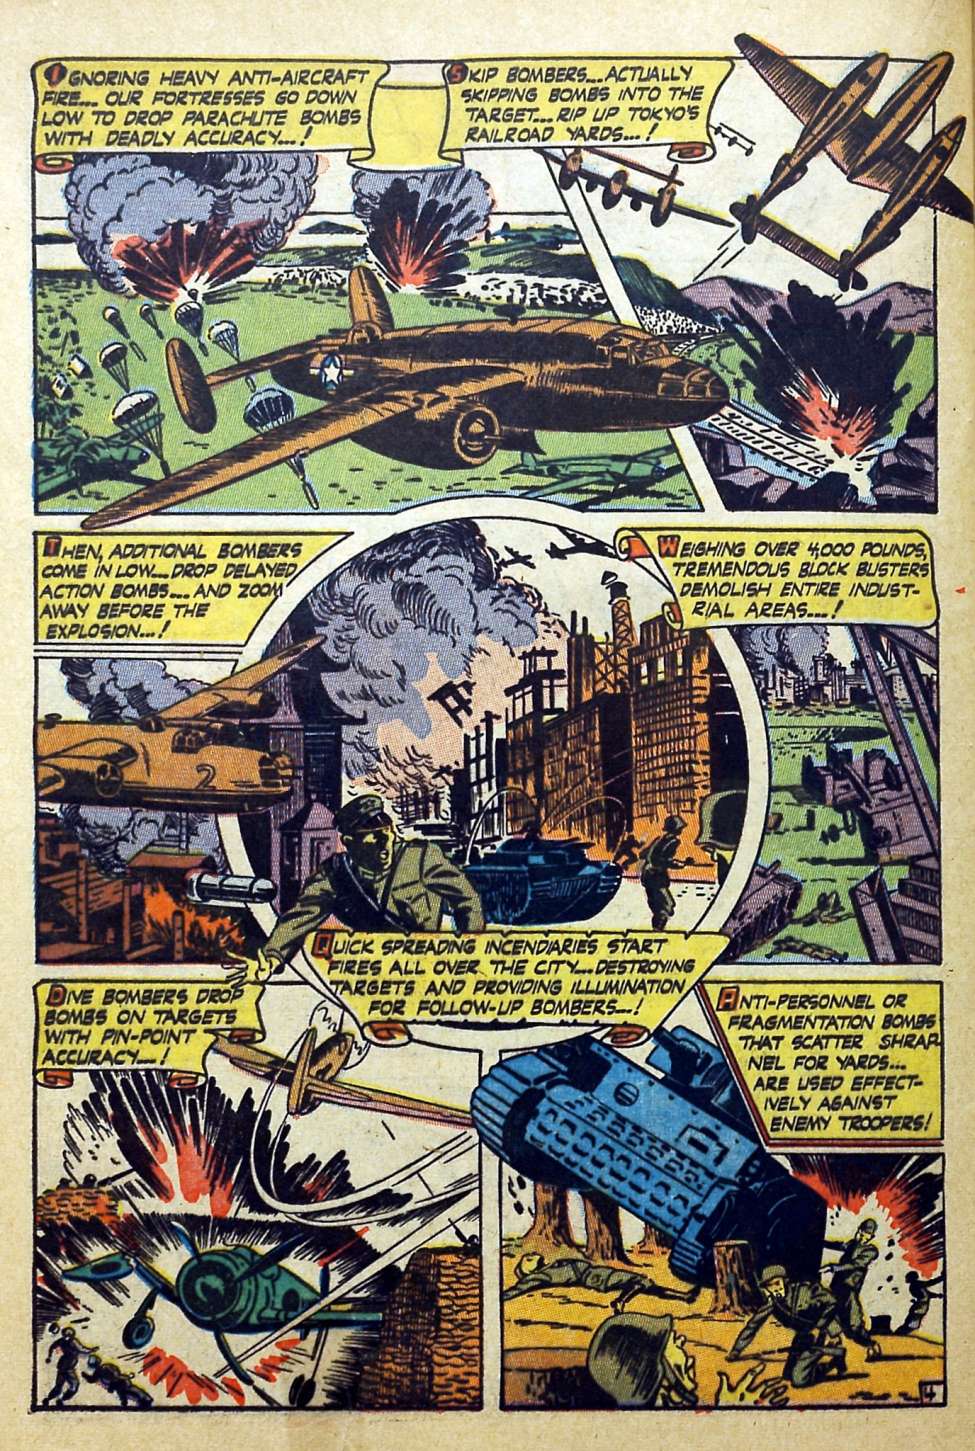 IGNORING HEAVY ANTI-AIRCRAFT
FIRE... OUR FORTRESSES GO DOWN
LOW TO DROP PARACHUTE BOMBS
WITH DEADLY ACCURACY...!
SKIP BOMBERS... ACTUALLY
SKIPPING BOMBS INTO THE
TARGET... RIP UP TOKYO'S
RAILROAD YARDS...!
THEN, ADDITIONAL BOMBERS
COME IN LOW... DROP DELAYED
ACTION BOMBS... AND ZOOM
AWAY BEFORE THE
EXPLOSION...!
WEIGHING OVER 4,000 POUNDS,
TREMENDOUS BLOCK BUSTERS
DEMOLISH ENTIRE INDUST-
RIAL AREAS...!
2
QUICK SPREADING INCENDIARIES START
FIRES ALL OVER THE CITY... DESTROYING
TARGETS AND PROVIDING ILLUMINATION
FOR FOLLOW-UP BOMBERS...!
DIVE BOMBERS DROP
BOMBS ON TARGETS
WITH PIN-POINT
ACCURACY...!
ANTI-PERSONNEL OR
FRAGMENTATION BOMBS
THAT SCATTER SHRAP-
NEL FOR YARDS...
ARE USED EFFECT-
IVELY AGAINST
ENEMY TROOPERS!
4